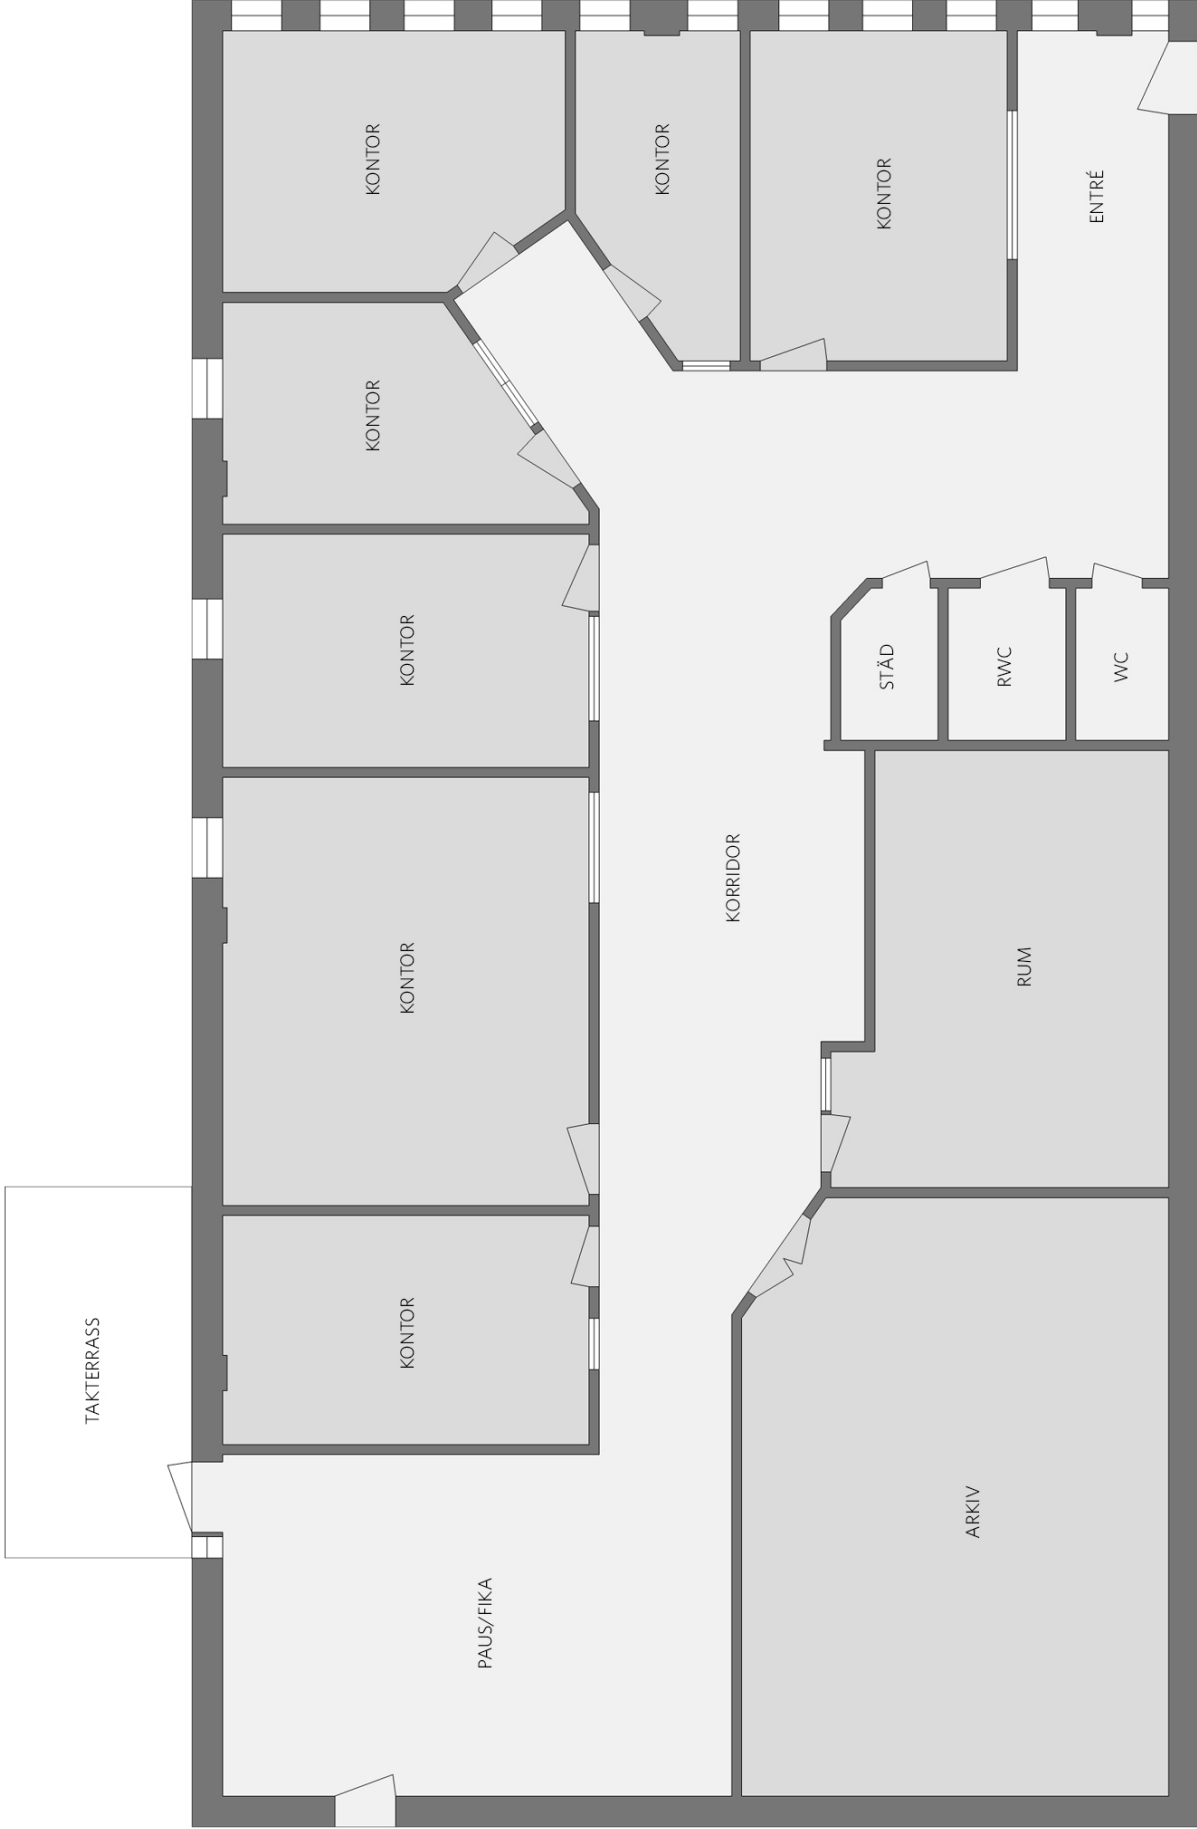 KONTOR
KONTOR
KONTOR
ENTRÉ
KONTOR
KONTOR
STÄD
RWC
WC
KORRIDOR
KONTOR
RUM
KONTOR
TAKTERRASS
ARKIV
PAUS/FIKA